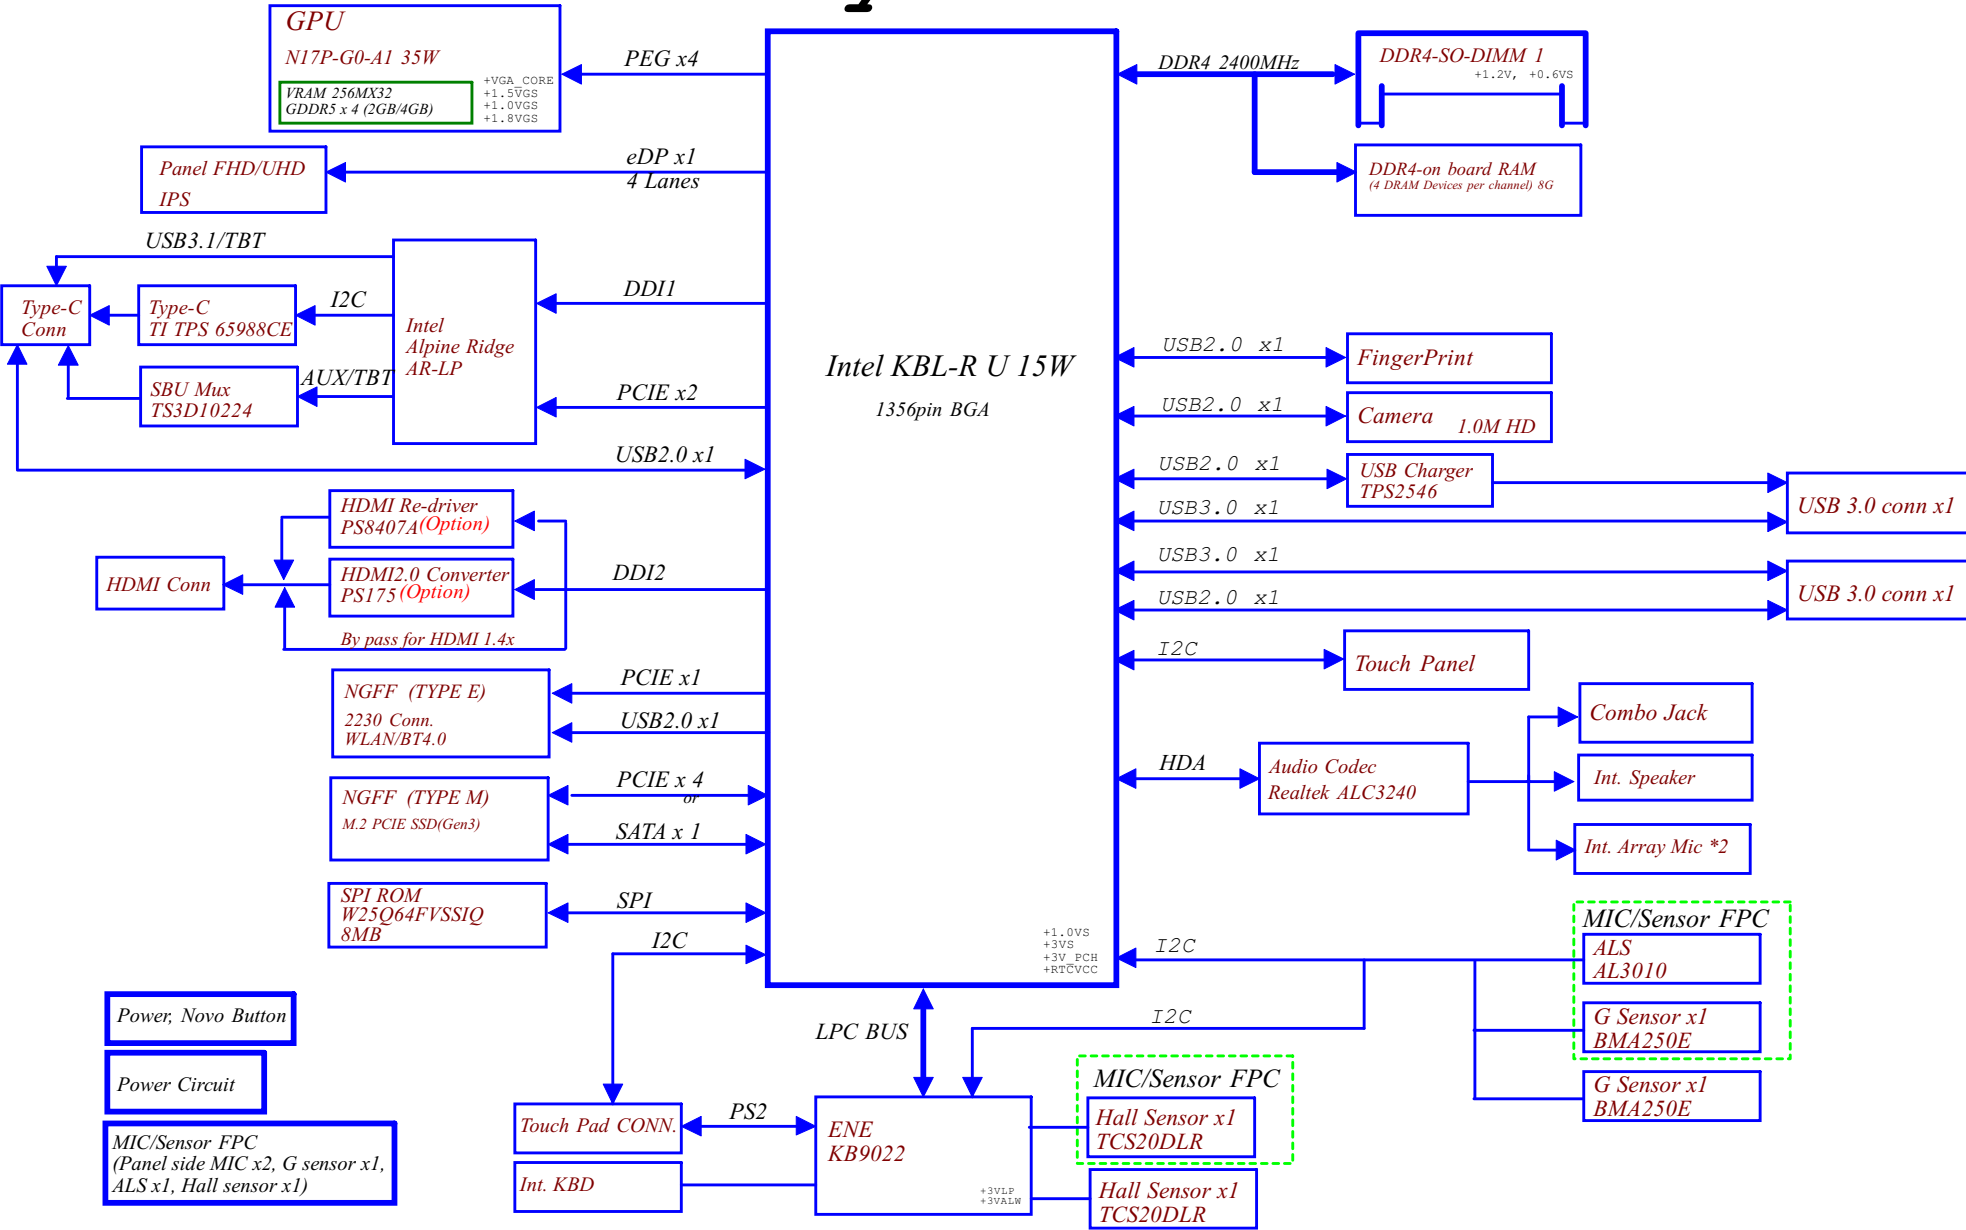 GPU
N17P-G0-A1 35W
VRAM 256MX32
GDDR5 x 4 (2GB/4GB)
+VGA_CORE
+1.5VGS
+1.0VGS
+1.8VGS
PEG x4
Panel FHD/UHD
IPS
eDP x1
4 Lanes
USB3.1/TBT
Type-C
Conn
Type-C
TI TPS 65988CE
I2C
SBU Mux
TS3D10224
AUX/TBT
Intel
Alpine Ridge
AR-LP
DDI1
PCIE x2
USB2.0 x1
HDMI Re-driver
PS8407A(Option)
HDMI Conn
HDMI2.0 Converter
PS175(Option)
DDI2
By pass for HDMI 1.4x
NGFF (TYPE E)
2230 Conn.
WLAN/BT4.0
PCIE x1
USB2.0 x1
NGFF (TYPE M)
M.2 PCIE SSD(Gen3)
PCIE x 4
or
SATA x 1
SPI ROM
W25Q64FVSSIQ
8MB
SPI
I2C
Intel KBL-R U 15W
1356pin BGA
+1.0VS
+3VS
+3V_PCH
+RTCVCC
DDR4 2400MHz
DDR4-SO-DIMM 1
+1.2V, +0.6VS
DDR4-on board RAM
(4 DRAM Devices per channel) 8G
USB2.0 x1
FingerPrint
USB2.0 x1
Camera 1.0M HD
USB2.0 x1
USB Charger
TPS2546
USB3.0 x1
USB 3.0 conn x1
USB3.0 x1
USB2.0 x1
USB 3.0 conn x1
I2C
Touch Panel
HDA
Audio Codec
Realtek ALC3240
Combo Jack
Int. Speaker
Int. Array Mic *2
MIC/Sensor FPC
I2C
ALS
AL3010
G Sensor x1
BMA250E
G Sensor x1
BMA250E
I2C
LPC BUS
Power, Novo Button
Power Circuit
MIC/Sensor FPC
(Panel side MIC x2, G sensor x1,
ALS x1, Hall sensor x1)
Touch Pad CONN.
PS2
Int. KBD
ENE
KB9022
+3VLP
+3VALW
MIC/Sensor FPC
Hall Sensor x1
TCS20DLR
Hall Sensor x1
TCS20DLR